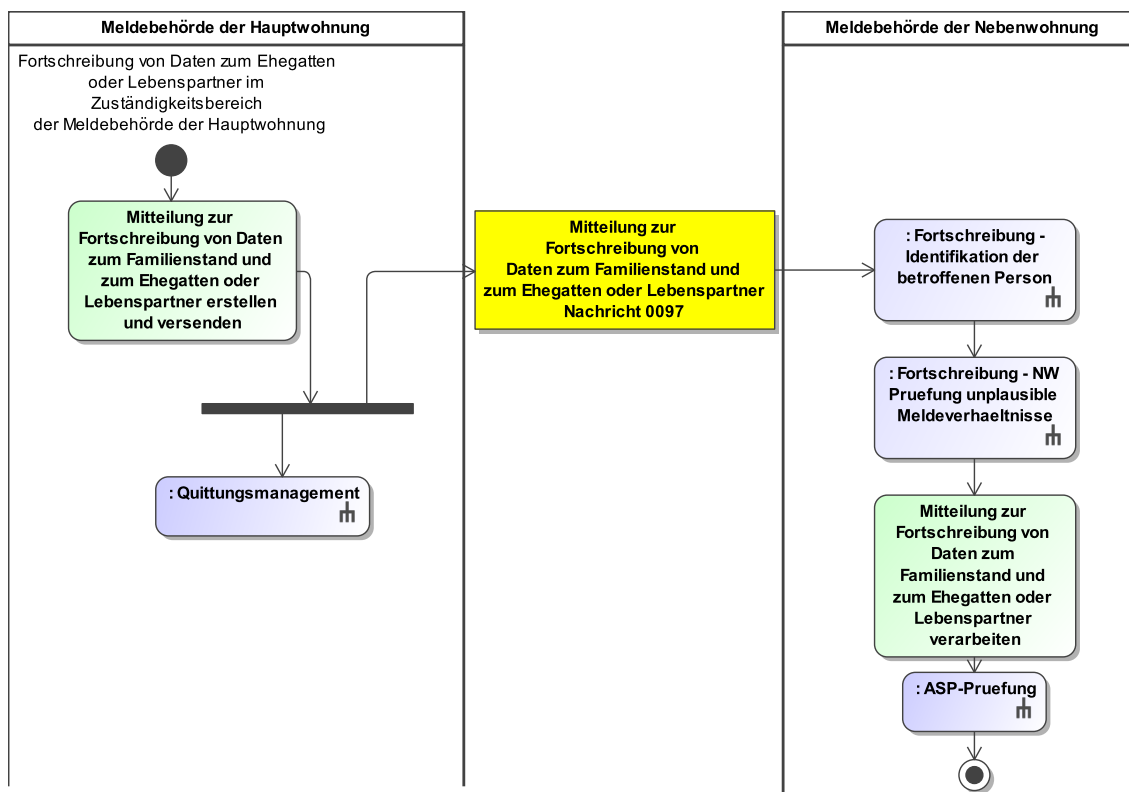 Meldebehörde der Hauptwohnung
Fortschreibung von Daten zum Ehegatten
oder Lebenspartner im
Zuständigkeitsbereich
der Meldebehörde der Hauptwohnung
Mitteilung zur
Fortschreibung von Daten
zum Familienstand und
zum Ehegatten oder
Lebenspartner erstellen
und versenden
: Quittungsmanagement
Mitteilung zur
Fortschreibung von
Daten zum Familienstand und
zum Ehegatten oder Lebenspartner
Nachricht 0097
Meldebehörde der Nebenwohnung
: Fortschreibung -
Identifikation der
betroffenen Person
: Fortschreibung - NW
Pruefung unplausible
Meldeverhaeltnisse
Mitteilung zur
Fortschreibung von
Daten zum
Familienstand und
zum Ehegatten oder
Lebenspartner
verarbeiten
: ASP-Pruefung